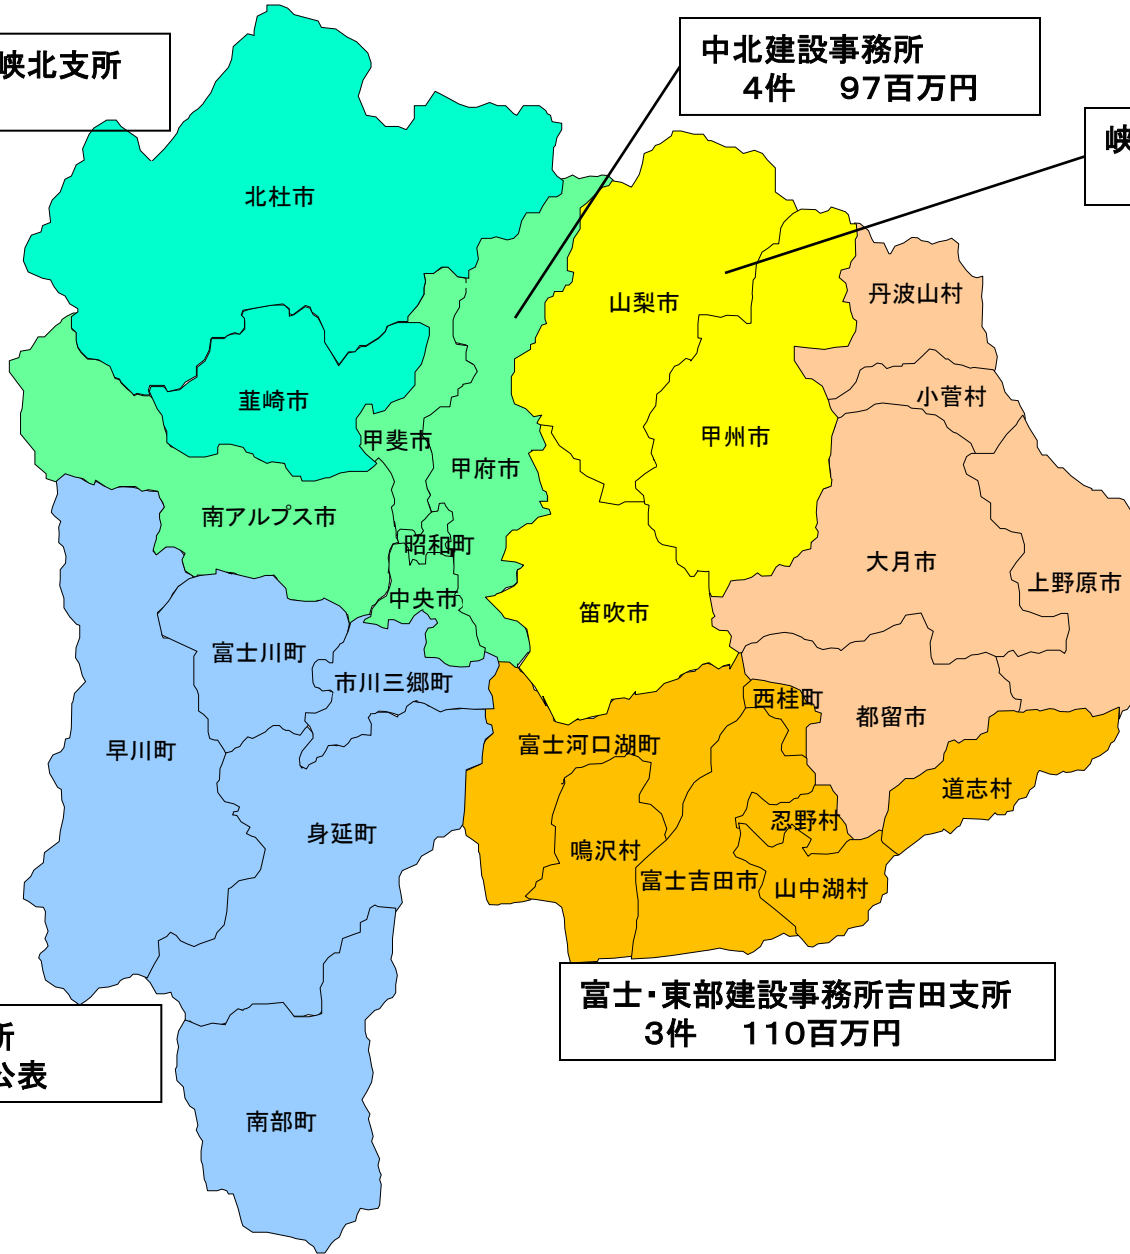 峡北支所
中北建設事務所
4件 97百万円
峡
北杜市
山梨市
丹波山村
小菅村
韮崎市
甲斐市
甲州市
甲府市
南アルプス市
昭和町
大月市
上野原市
中央市
笛吹市
富士川町
市川三郷町
西桂町
都留市
富士河口湖町
早川町
道志村
忍野村
身延町
鳴沢村
富士吉田市
山中湖村
富士・東部建設事務所吉田支所
3件 110百万円
所
公表
南部町